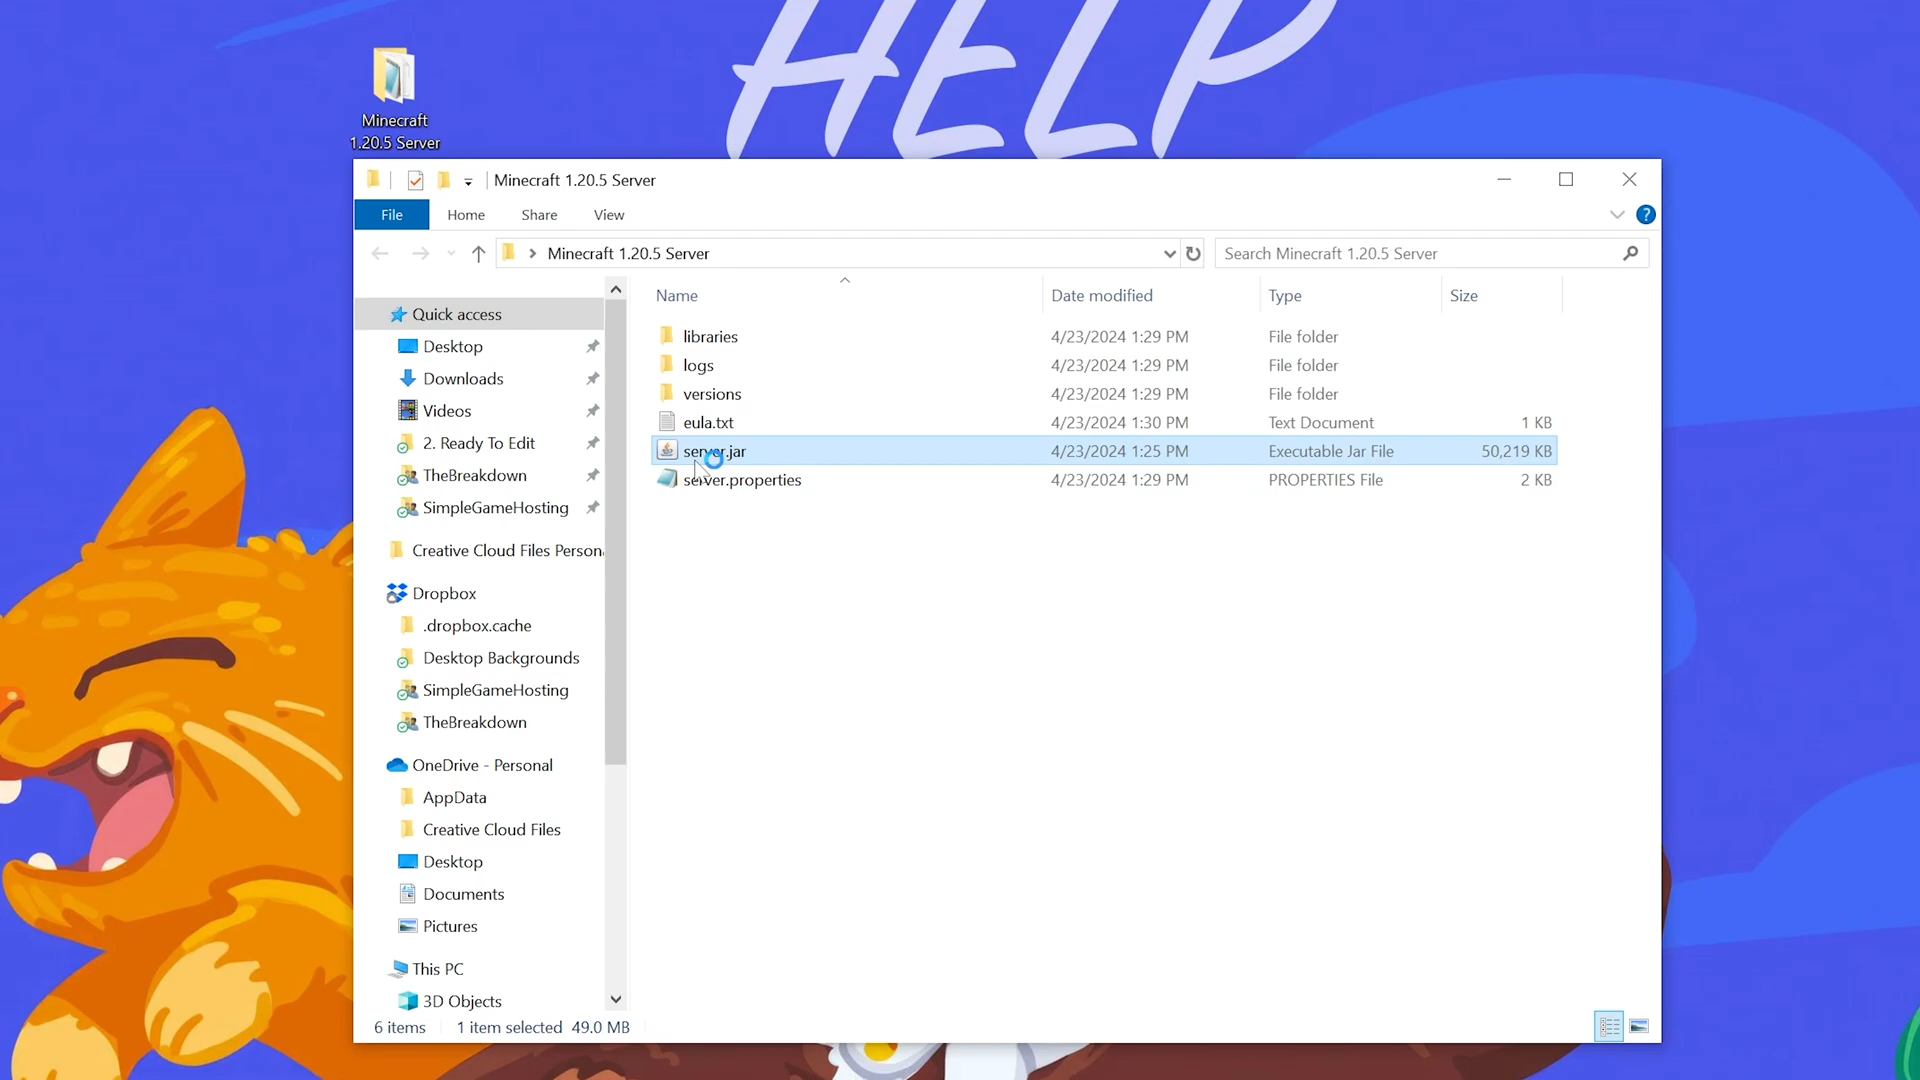 HELP
Minecraft
1.20.5 Server
Minecraft 1.20.5 Server
File Home Share View
Minecraft 1.20.5 Server
Search Minecraft 1.20.5 Server
Name Date modified Type Size
Quick access
Desktop
Downloads
Videos
2. Ready To Edit
TheBreakdown
SimpleGameHosting
Creative Cloud Files Person
Dropbox
.dropbox.cache
Desktop Backgrounds
SimpleGameHosting
TheBreakdown
OneDrive - Personal
AppData
Creative Cloud Files
Desktop
Documents
Pictures
This PC
3D Objects
libraries 4/23/2024 1:29 PM File folder
logs 4/23/2024 1:29 PM File folder
versions 4/23/2024 1:29 PM File folder
eula.txt 4/23/2024 1:30 PM Text Document 1 KB
server.jar 4/23/2024 1:25 PM Executable Jar File 50,219 KB
server.properties 4/23/2024 1:29 PM PROPERTIES File 2 KB
6 items 1 item selected 49.0 MB